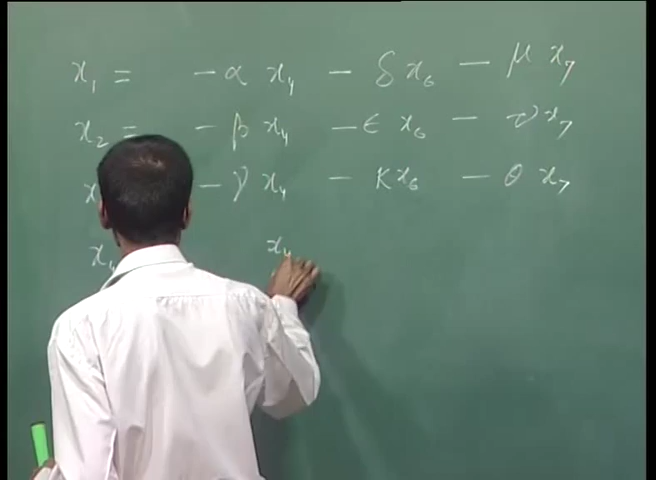 x₁ = - α x₄ - δ x₆ - μ x₇
x₂ = - β x₄ - ϵ x₆ - ν x₇
x - γ x₄ - K x₆ - θ x₇
x₄ x₄